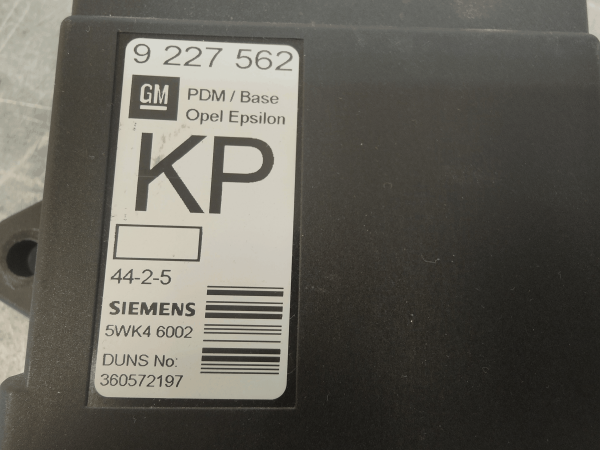 9 227 562
GM
PDM / Base
Opel Epsilon
KP
44-2-5
SIEMENS
5WK4 6002
DUNS No:
360572197